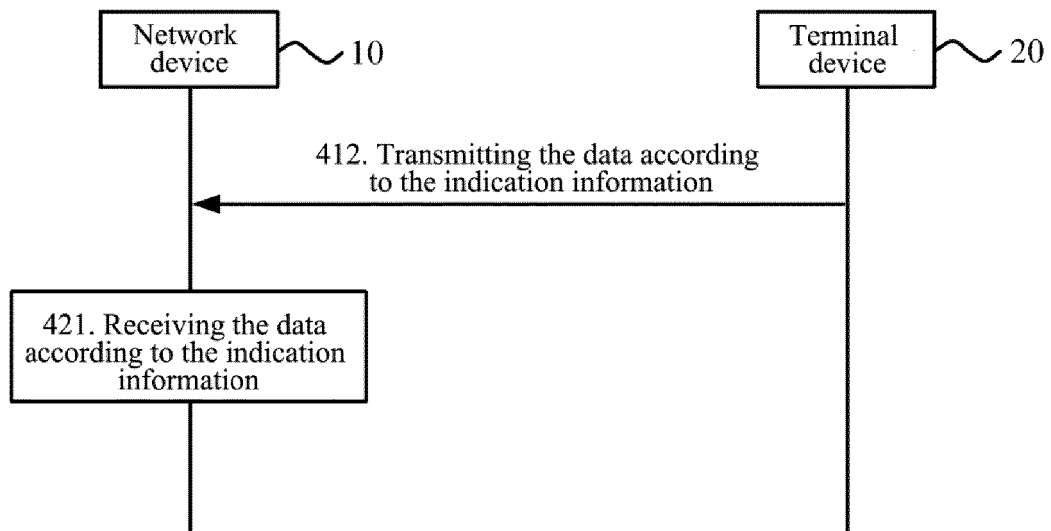 Network
device
10
Terminal
device
20
412. Transmitting the data according
to the indication information
421. Receiving the data
according to the indication
information